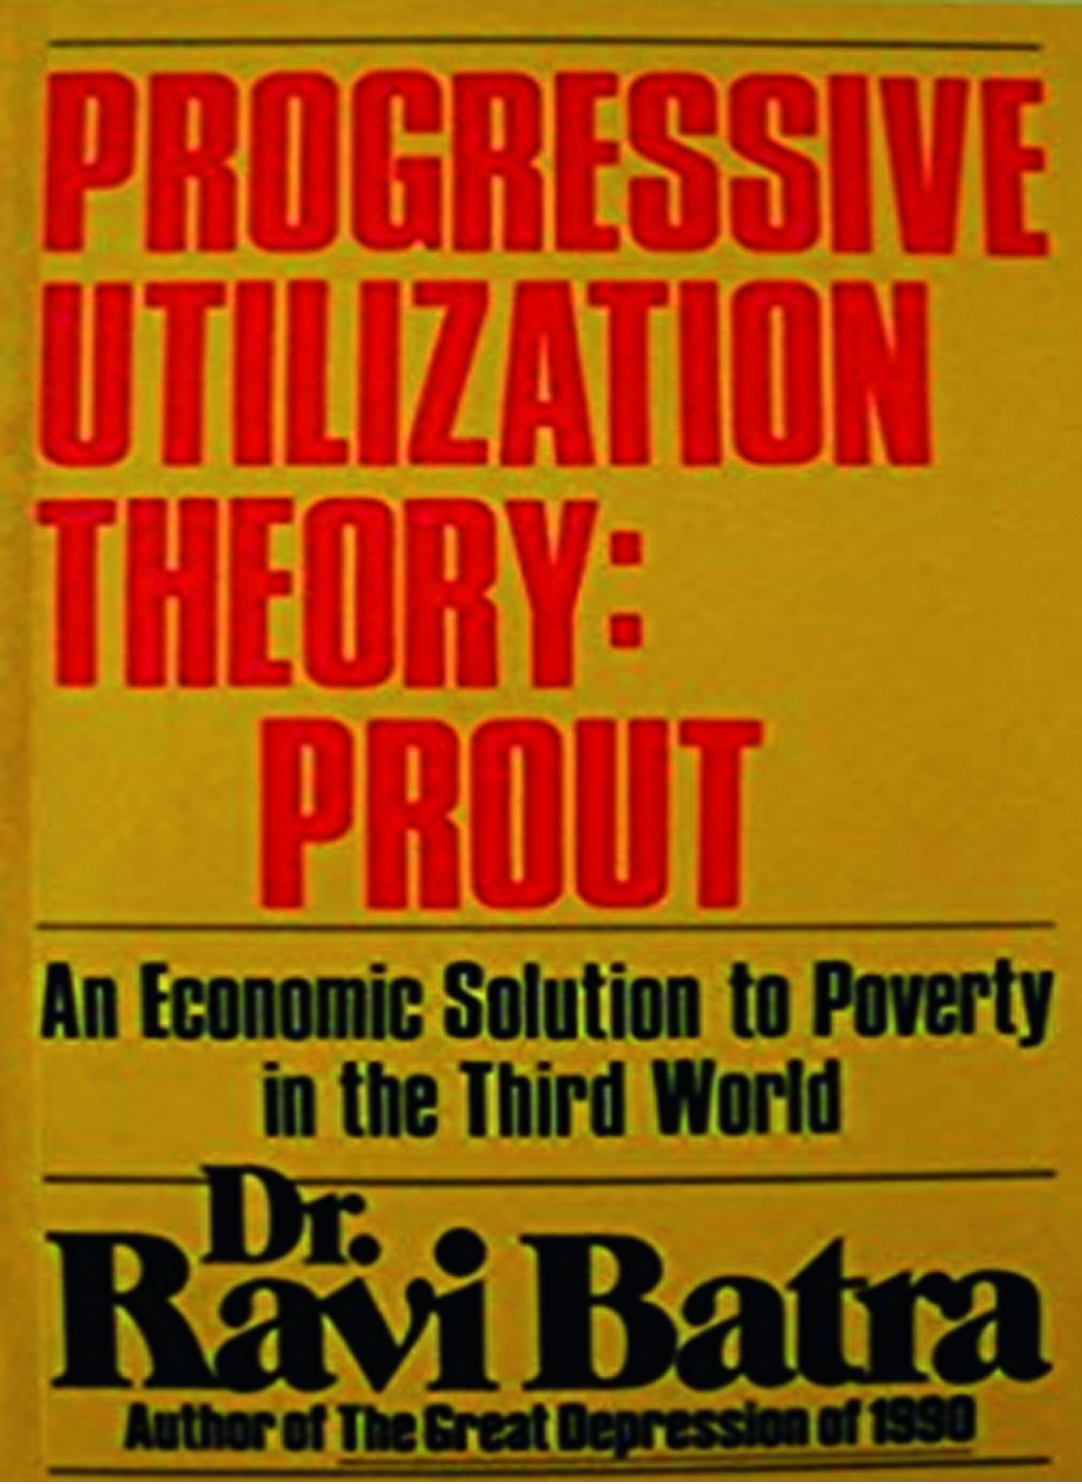 PROGRESSIVE
UTILIZATION
THEORY:
PROUT
An Economic Solution to Poverty
in the Third World
Dr.
Ravi Batra
Author of The Great Depression of 1990